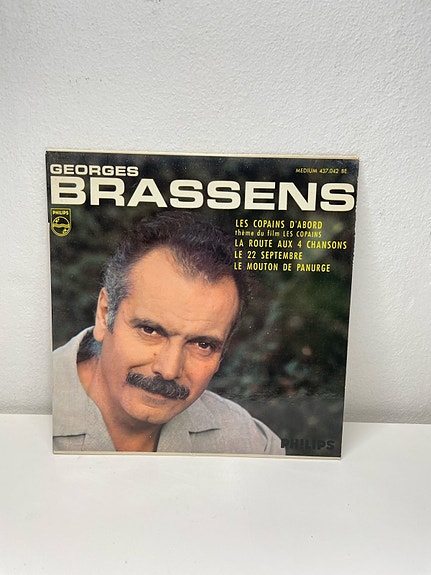 GEORGES
MEDIUM 437.042 BE
BRASSENS
PHILIPS
LES COPAINS D'ABORD
thème du film LES COPAINS
LA ROUTE AUX 4 CHANSONS
LE 22 SEPTEMBRE
LE MOUTON DE PANURGE
PHILIPS